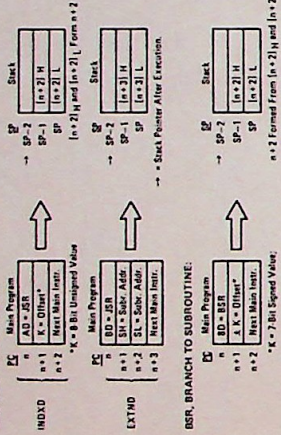 INDXD
PC Main Program
n AD = JSR
n + 1 K = Offset*
n + 2 Next Main Instr.
*K = 8-Bit Unsigned Value
SP Stack
→ SP-2
SP-1 [n + 2] H
SP [n + 2] L
[n + 2] H and [n + 2] L Form n + 2
EXTND
PC Main Program
n BD = JSR
n + 1 SH = Subr. Addr.
n + 2 SL = Subr. Addr.
n + 3 Next Main Instr.
SP Stack
→ SP-2
SP-1 [n + 3] H
SP [n + 3] L
→ = Stack Pointer After Execution.
BSR, BRANCH TO SUBROUTINE:
PC Main Program
n 8D = BSR
n + 1 ± K = Offset*
n + 2 Next Main Instr.
*K = 7-Bit Signed Value;
SP Stack
→ SP-2
SP-1 [n + 2] H
SP [n + 2] L
n + 2 Formed From [n + 2] H and [n + 2]